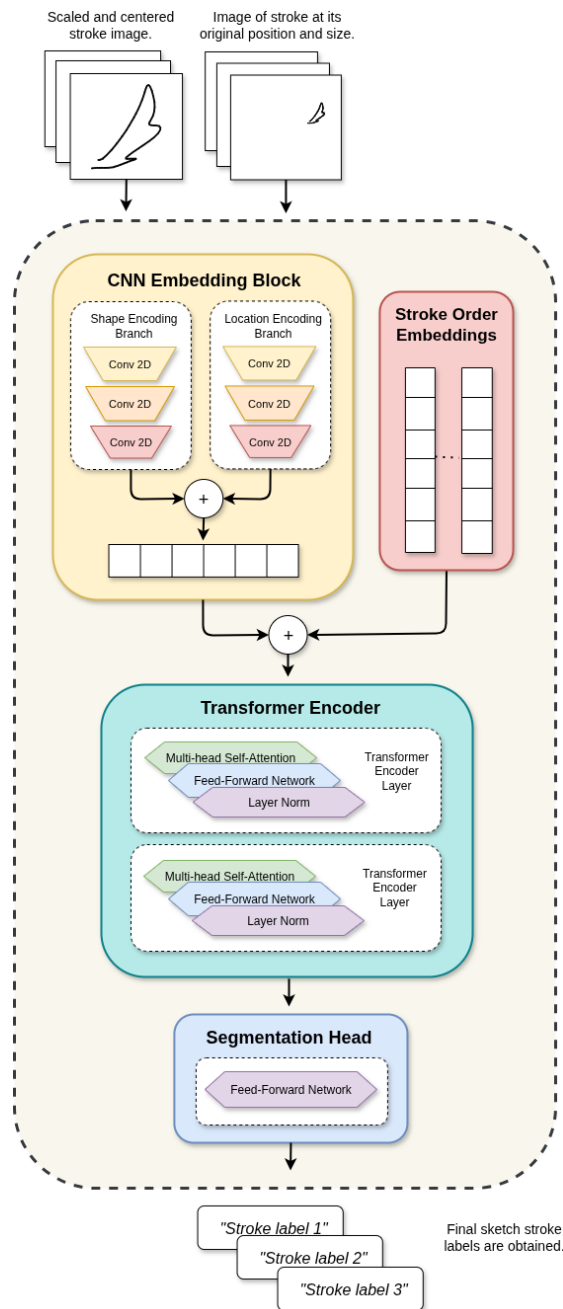 Scaled and centered
stroke image.
Image of stroke at its
original position and size.
CNN Embedding Block
Shape Encoding
Branch
Conv 2D
Conv 2D
Conv 2D
Location Encoding
Branch
Conv 2D
Conv 2D
Conv 2D
+
Stroke Order
Embeddings
...
+
Transformer Encoder
Multi-head Self-Attention
Feed-Forward Network
Layer Norm
Transformer
Encoder
Layer
Multi-head Self-Attention
Feed-Forward Network
Layer Norm
Transformer
Encoder
Layer
Segmentation Head
Feed-Forward Network
"Stroke label 1"
"Stroke label 2"
"Stroke label 3"
Final sketch stroke
labels are obtained.